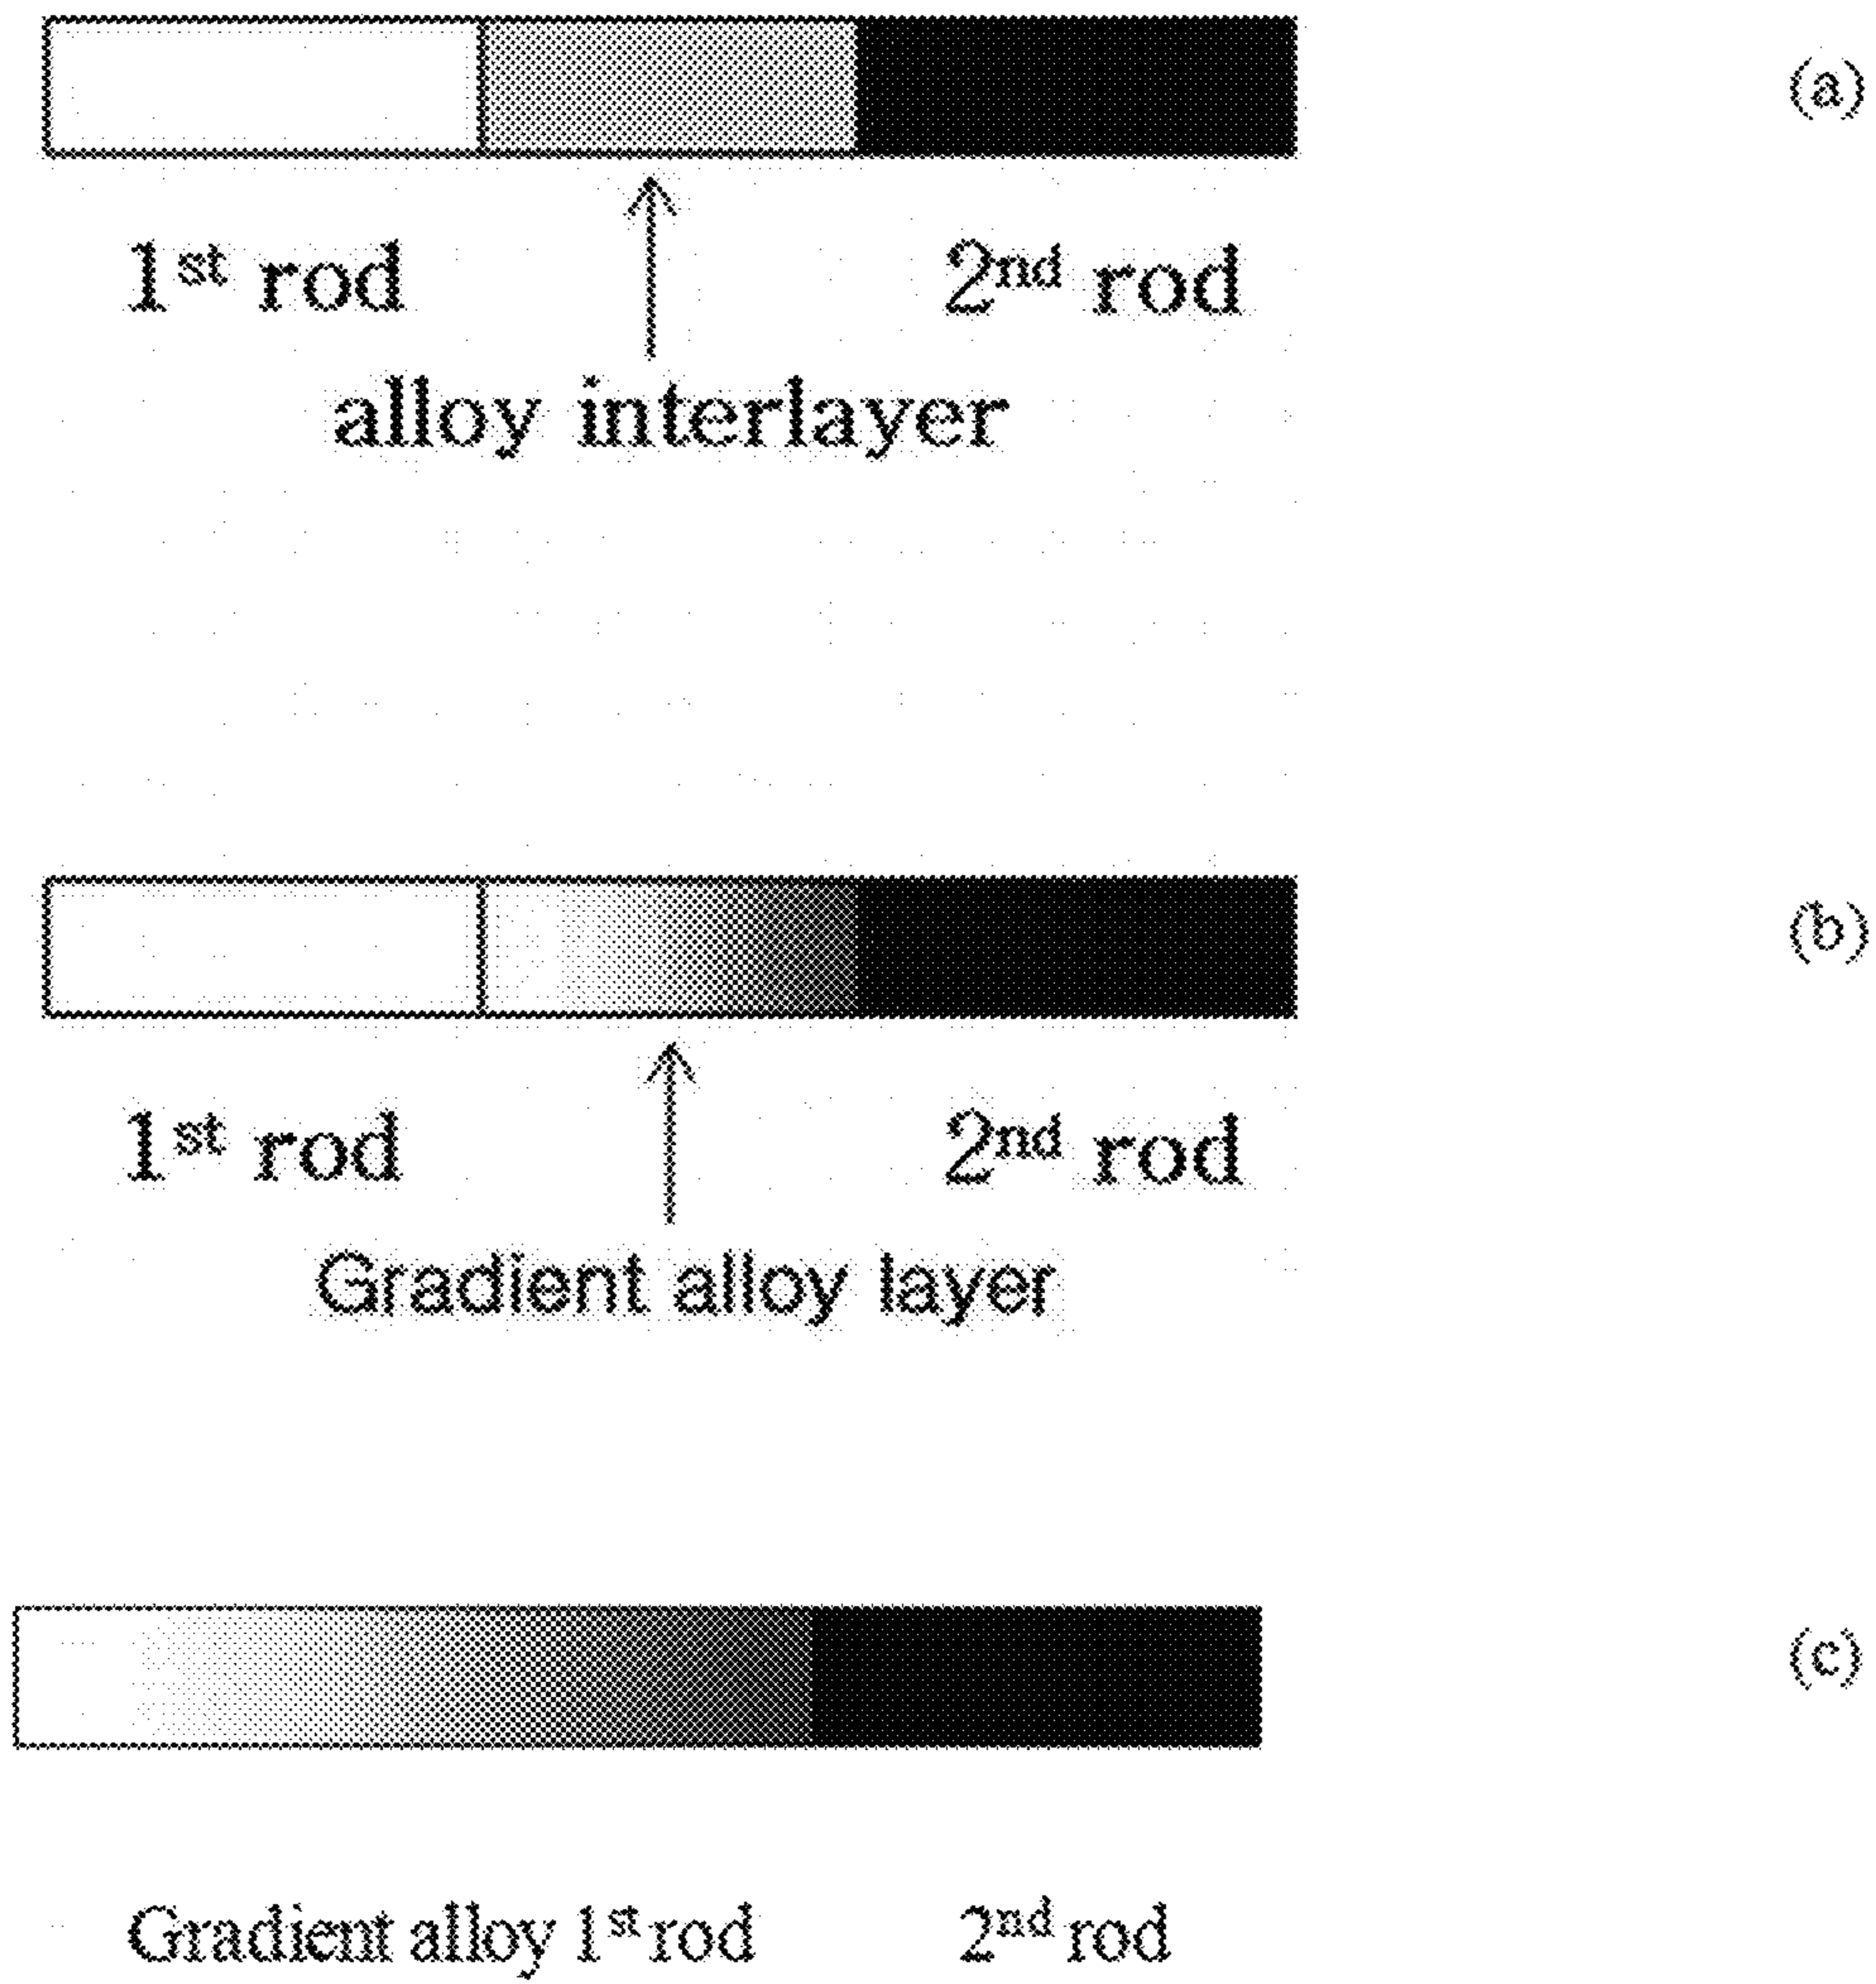 (a)
1st rod 2nd rod
alloy interlayer
(b)
1st rod 2nd rod
Gradient alloy layer
(c)
Gradient alloy 1st rod 2nd rod